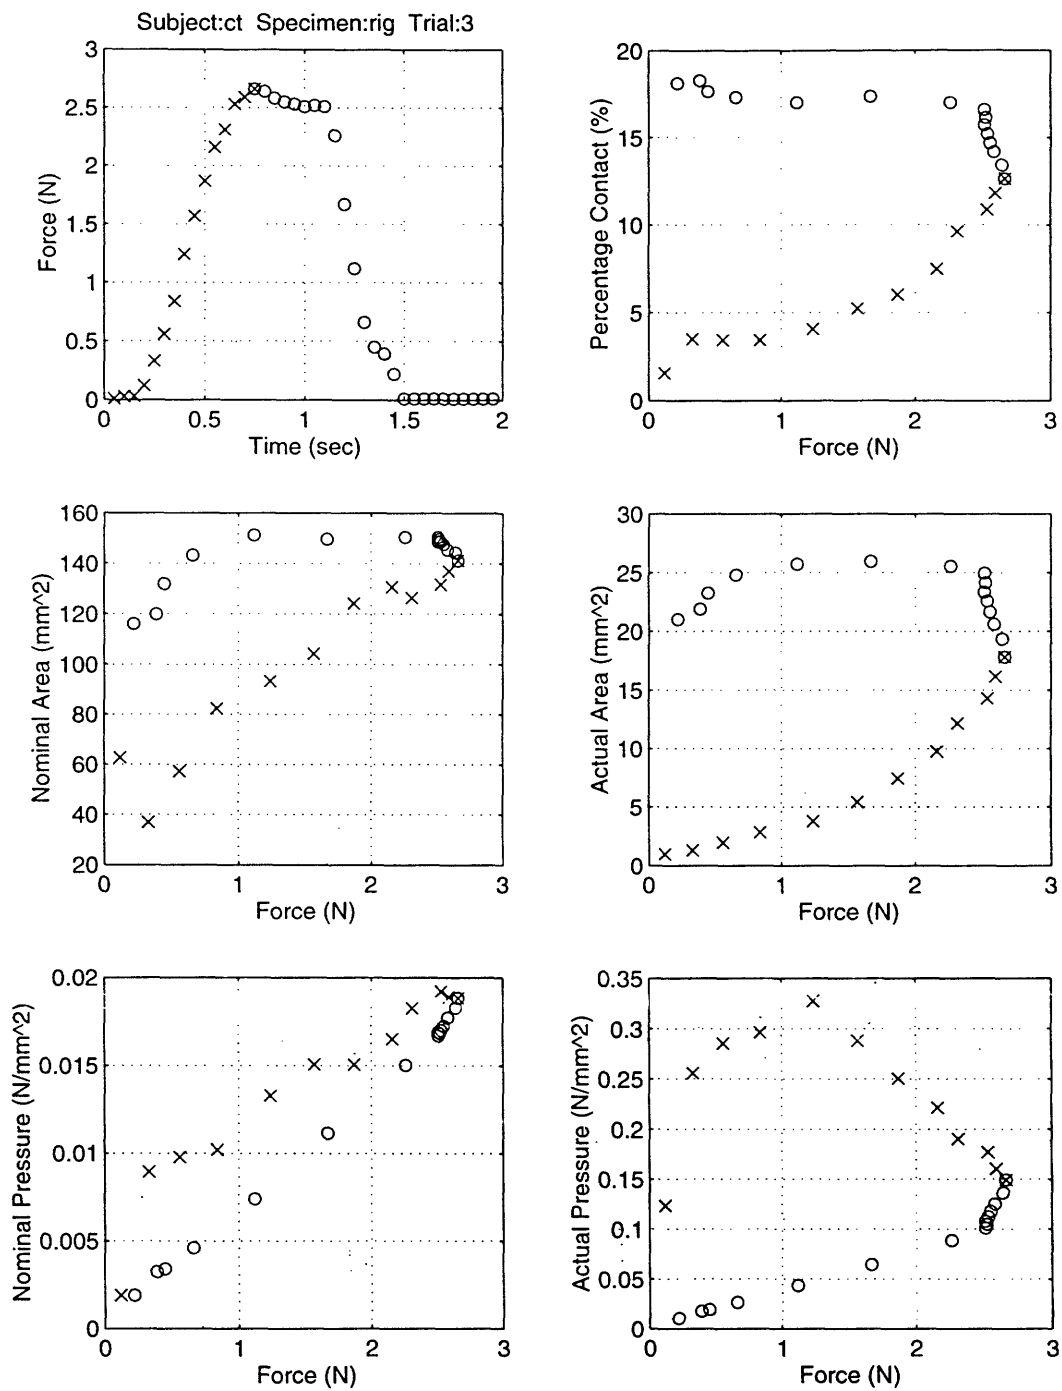 Subject:ct Specimen:rig Trial:3
3
2.5
2
1.5
1
0.5
0
Force (N)
0 0.5 1 1.5 2
Time (sec)
20
15
10
5
0
Percentage Contact (%)
0 1 2 3
Force (N)
160
140
120
100
80
60
40
20
Nominal Area (mm^2)
0 1 2 3
Force (N)
30
25
20
15
10
5
0
Actual Area (mm^2)
0 1 2 3
Force (N)
0.02
0.015
0.01
0.005
0
Nominal Pressure (N/mm^2)
0 1 2 3
Force (N)
0.35
0.3
0.25
0.2
0.15
0.1
0.05
0
Actual Pressure (N/mm^2)
0 1 2 3
Force (N)